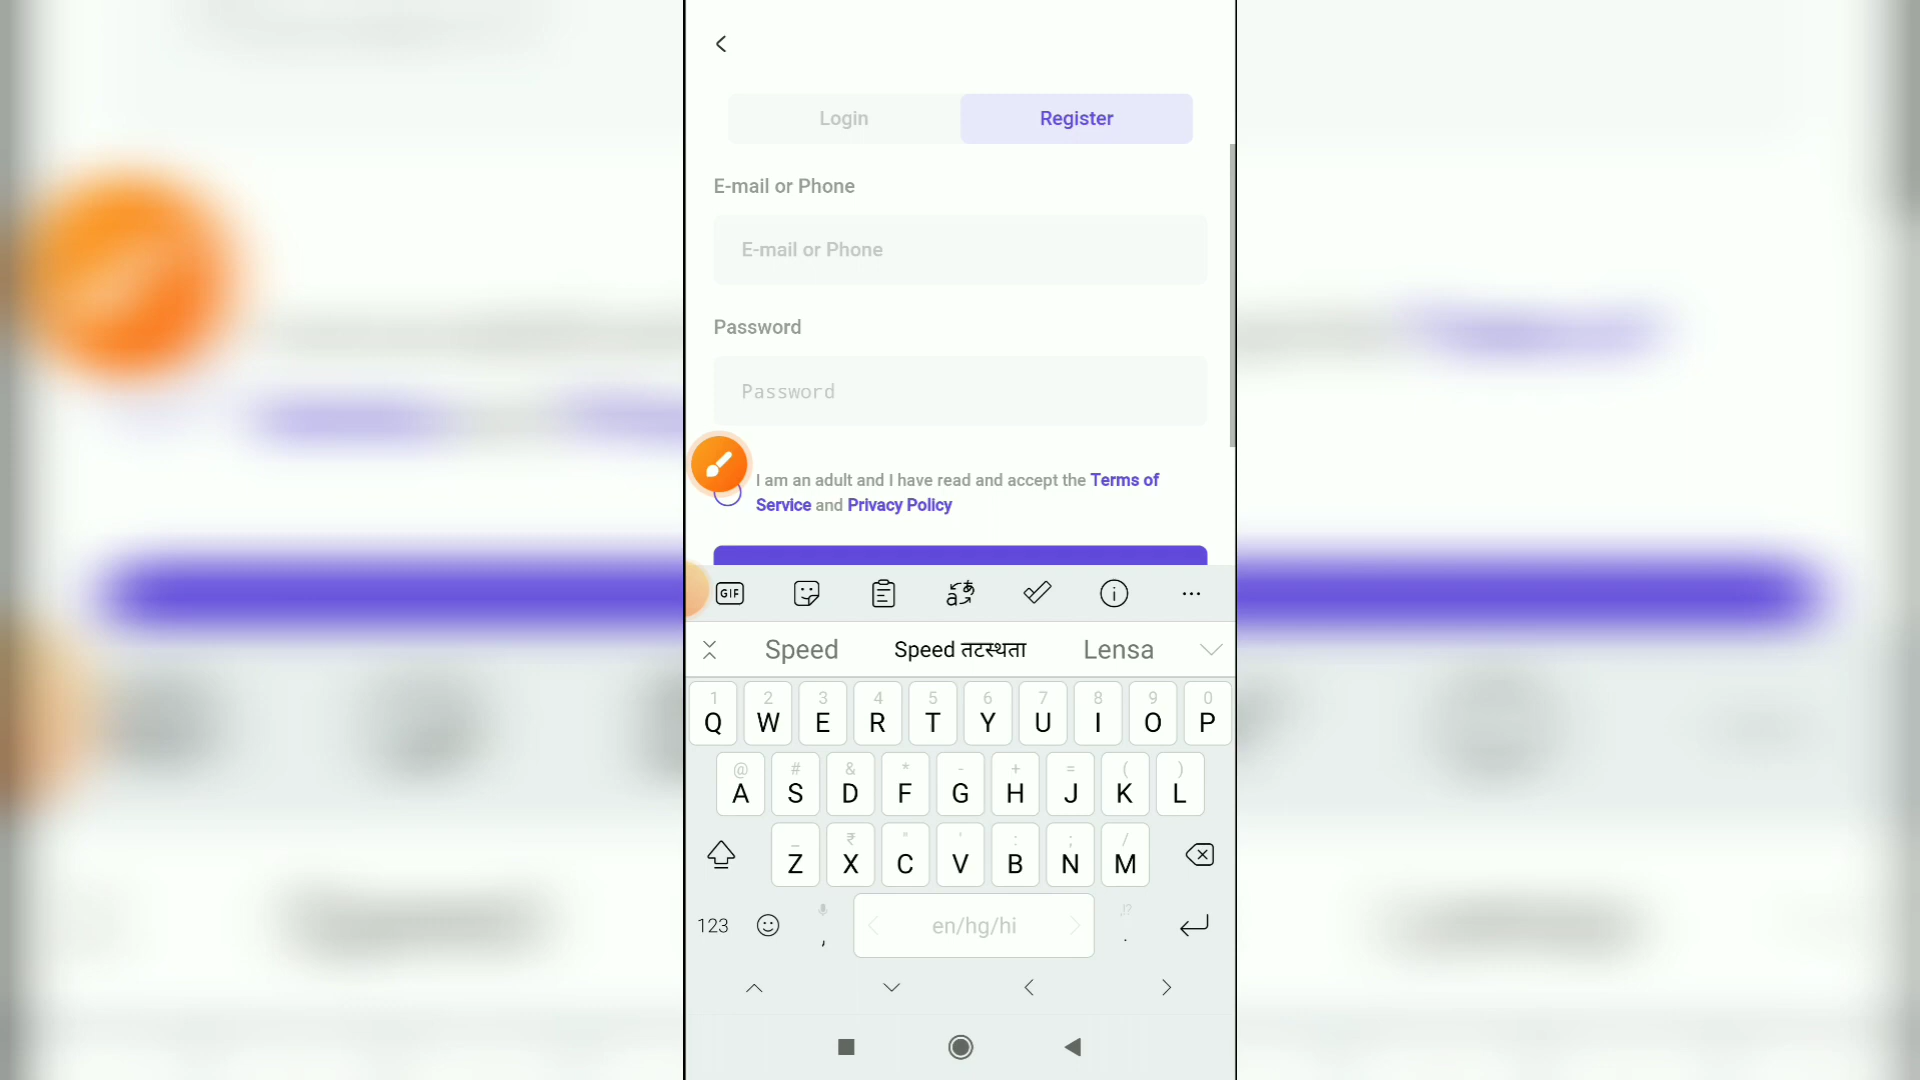 Login Register
E-mail or Phone
E-mail or Phone
Password
Password
I am an adult and I have read and accept the Terms of
Service and Privacy Policy
GIF
Speed Speed तटस्थता Lensa
1 2 3 4 5 6 7 8 9 0
Q W E R T Y U I O P
@ # & * - + = ( )
A S D F G H J K L
_ ₹ " ' : ; /
Z X C V B N M
,!?
123 , en/hg/hi .